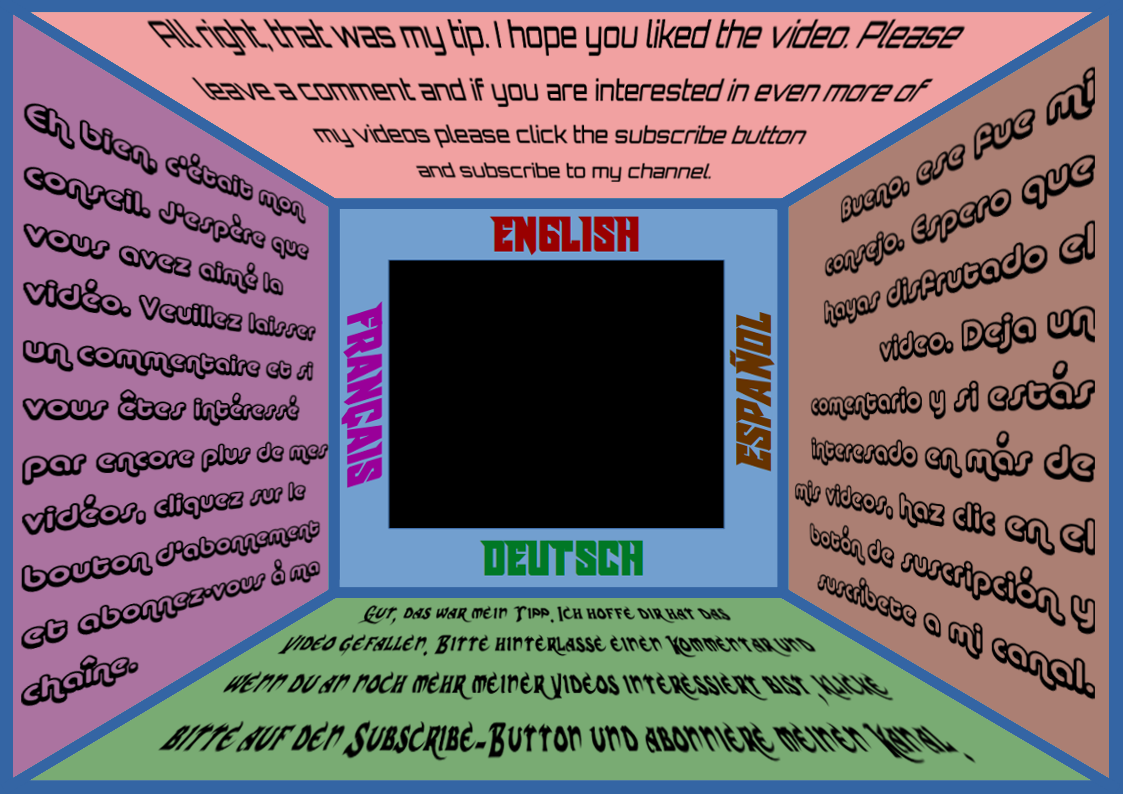 All right, that was my tip. I hope you liked the video. Please
leave a comment and if you are interested in even more of
my videos please click the subscribe button
and subscribe to my channel.
Eh bien, c'était mon
conseil. J'espère que
vous avez aimé la
vidéo. Veuillez laisser
un commentaire et si
vous êtes intéressé
par encore plus de mes
vidéos, cliquez sur le
bouton d'abonnement
et abonnez-vous à ma
chaîne.
ENGLISH
FRANÇAIS
ESPAÑOL
DEUTSCH
Bueno, ese fue mi
consejo. Espero que
hayas disfrutado el
video. Deja un
comentario y si estás
interesado en más de
mis videos, haz clic en el
botón de suscripción y
suscríbete a mi canal.
Gut, das war mein Tipp. Ich hoffe dir hat das
Video gefallen. Bitte hinterlasse einen Kommentar und
wenn du an noch mehr meiner Videos interessiert bist, klicke
bitte auf den Subscribe-Button und abonniere meinen Kanal.